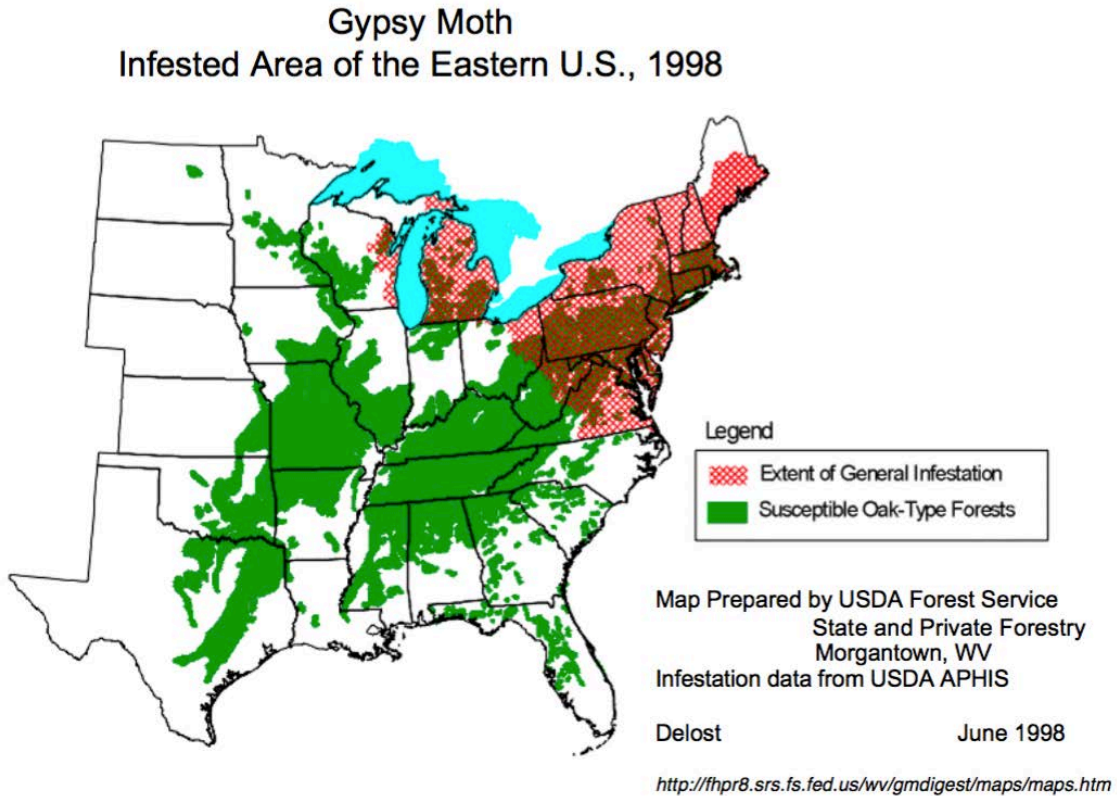 Gypsy Moth
Infested Area of the Eastern U.S., 1998
Legend
Extent of General Infestation
Susceptible Oak-Type Forests
Map Prepared by USDA Forest Service
State and Private Forestry
Morgantown, WV
Infestation data from USDA APHIS
Delost June 1998
http://fhpr8.srs.fs.fed.us/wv/gmdigest/maps/maps.htm